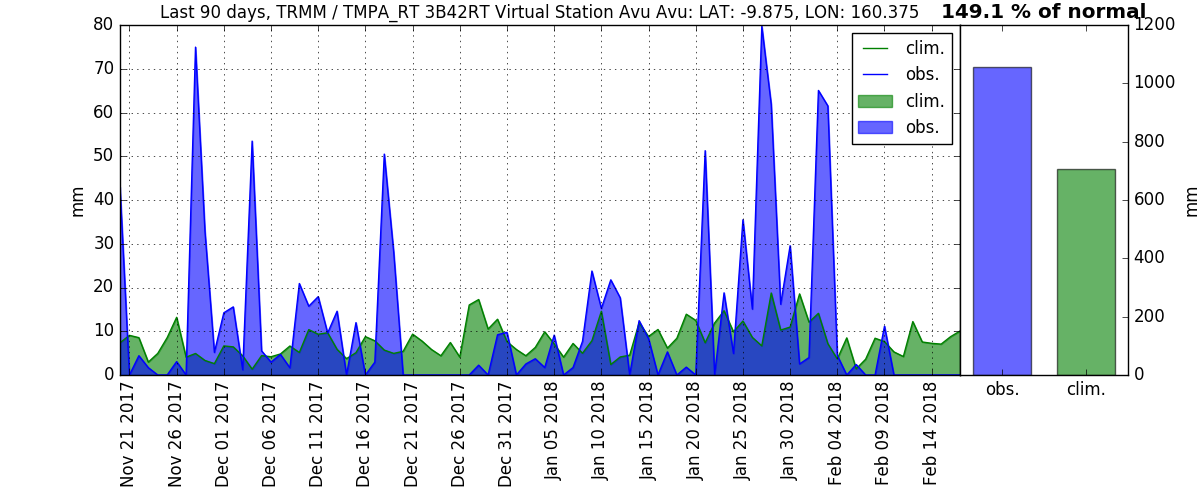 Last 90 days, TRMM / TMPA_RT 3B42RT Virtual Station Avu Avu: LAT: -9.875, LON: 160.375
149.1 % of normal
80
70
60
50
40
30
20
10
0
mm
clim.
obs.
clim.
obs.
1200
1000
800
600
400
200
0
mm
Nov 21 2017
Nov 26 2017
Dec 01 2017
Dec 06 2017
Dec 11 2017
Dec 16 2017
Dec 21 2017
Dec 26 2017
Dec 31 2017
Jan 05 2018
Jan 10 2018
Jan 15 2018
Jan 20 2018
Jan 25 2018
Jan 30 2018
Feb 04 2018
Feb 09 2018
Feb 14 2018
obs.
clim.